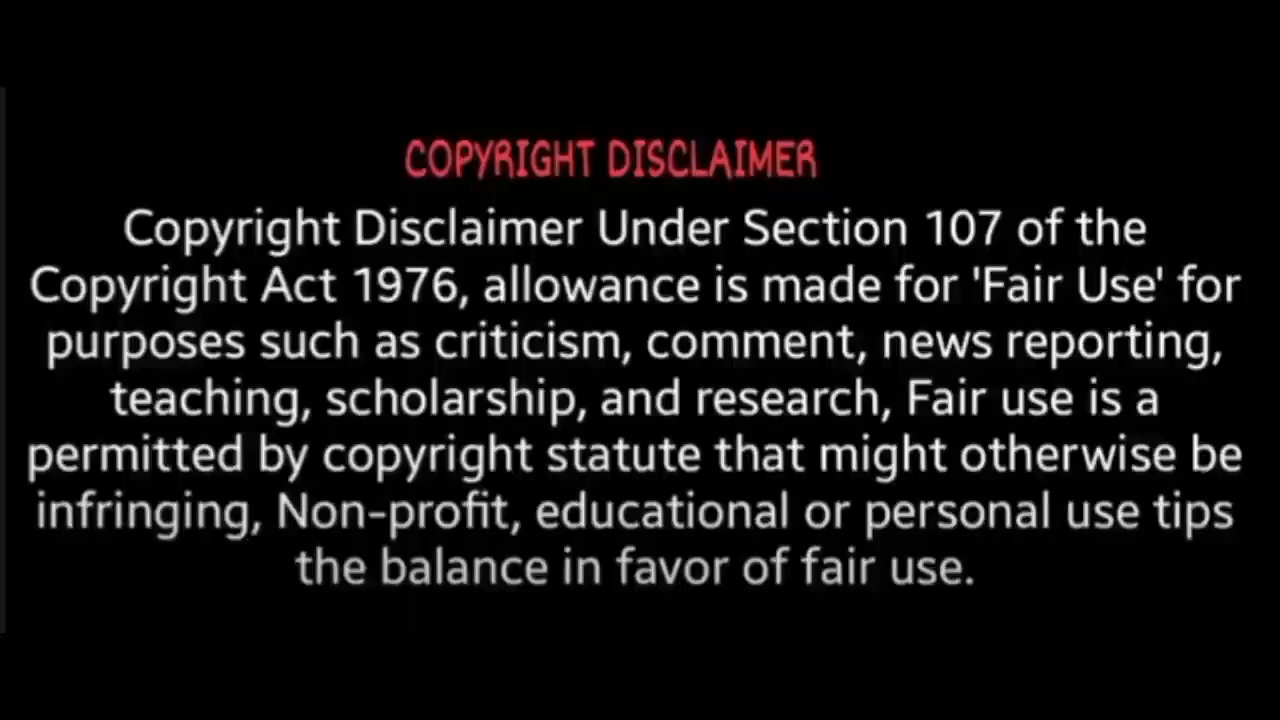 COPYRIGHT DISCLAIMER
Copyright Disclaimer Under Section 107 of the
Copyright Act 1976, allowance is made for 'Fair Use' for
purposes such as criticism, comment, news reporting,
teaching, scholarship, and research, Fair use is a
permitted by copyright statute that might otherwise be
infringing, Non-profit, educational or personal use tips
the balance in favor of fair use.